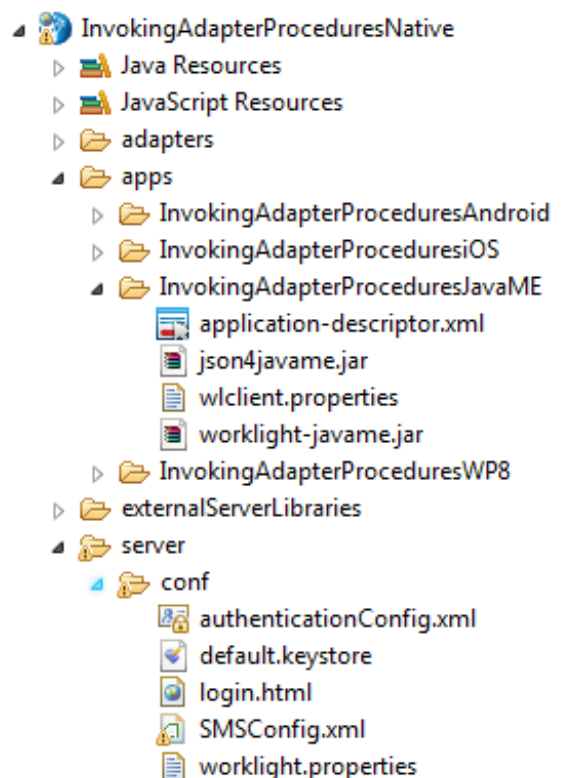 InvokingAdapterProceduresNative
Java Resources
JavaScript Resources
adapters
apps
InvokingAdapterProceduresAndroid
InvokingAdapterProceduresiOS
InvokingAdapterProceduresJavaME
application-descriptor.xml
json4javame.jar
wlclient.properties
worklight-javame.jar
InvokingAdapterProceduresWP8
externalServerLibraries
server
conf
authenticationConfig.xml
default.keystore
login.html
SMSConfig.xml
worklight.properties